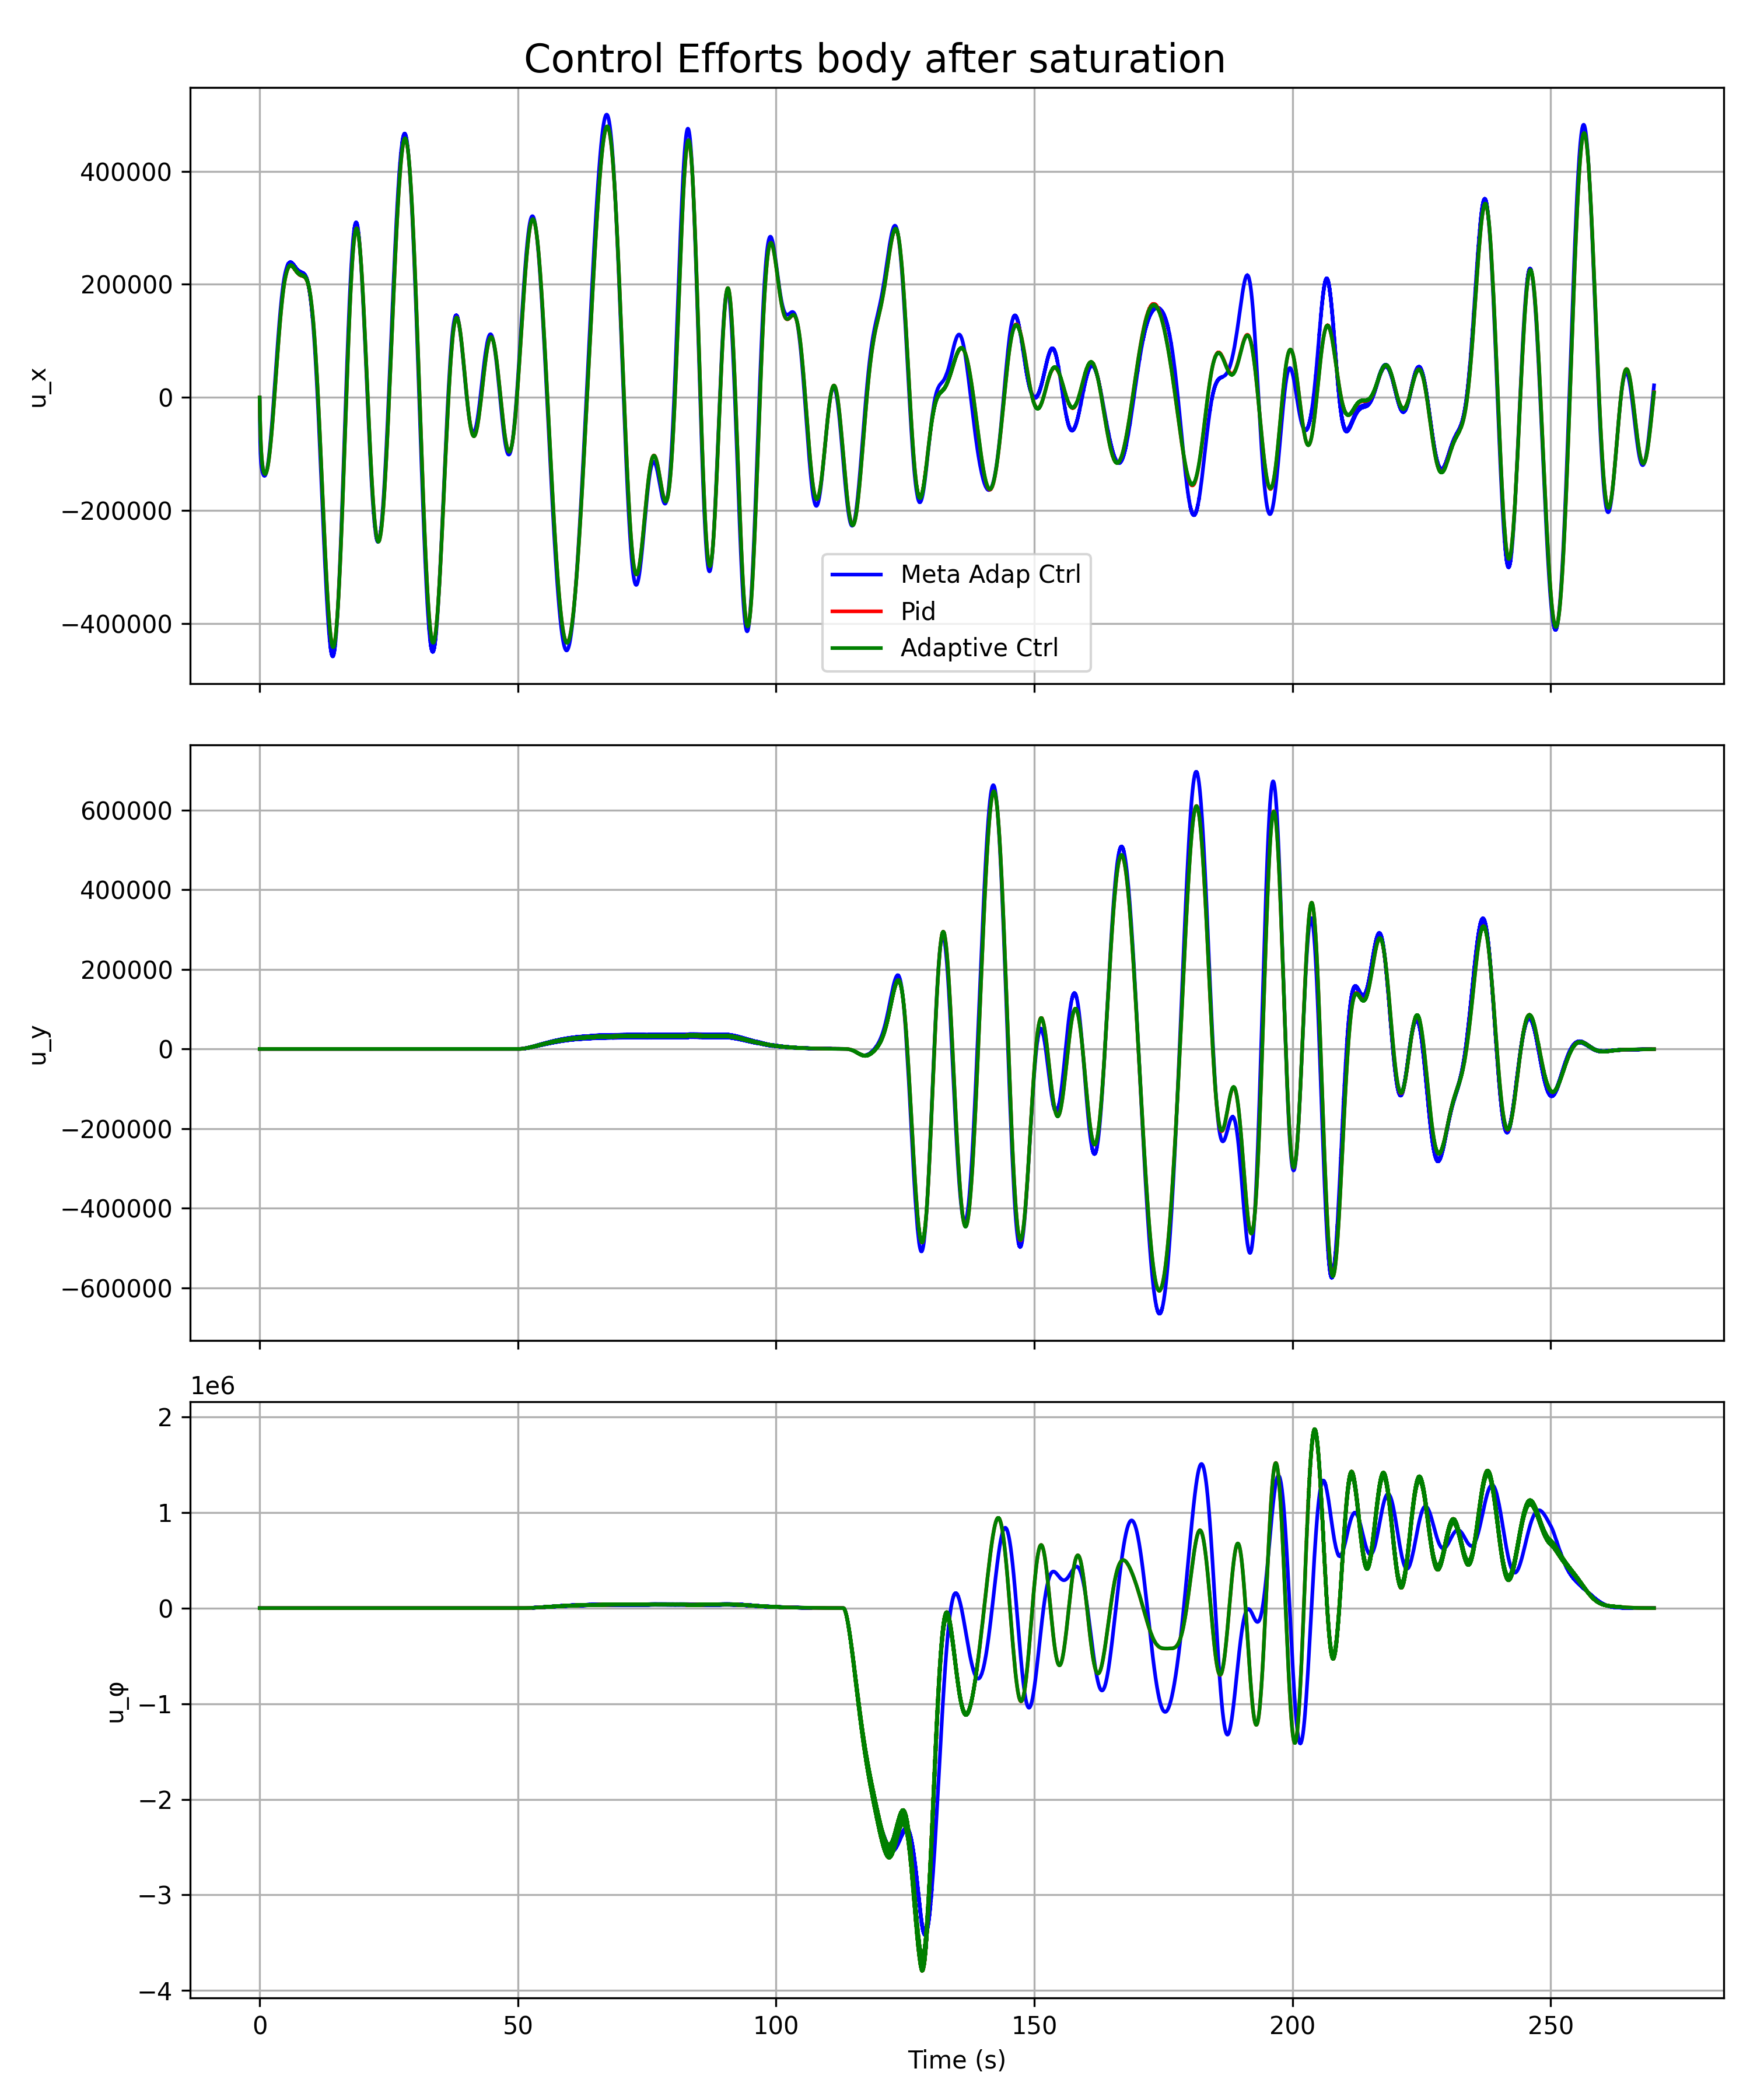 Control Efforts body after saturation
400000
200000
0
−200000
−400000
u_x
Meta Adap Ctrl
Pid
Adaptive Ctrl
600000
400000
200000
0
−200000
−400000
−600000
u_y
1e6
2
1
0
−1
−2
−3
−4
u_φ
0 50 100 150 200 250
Time (s)